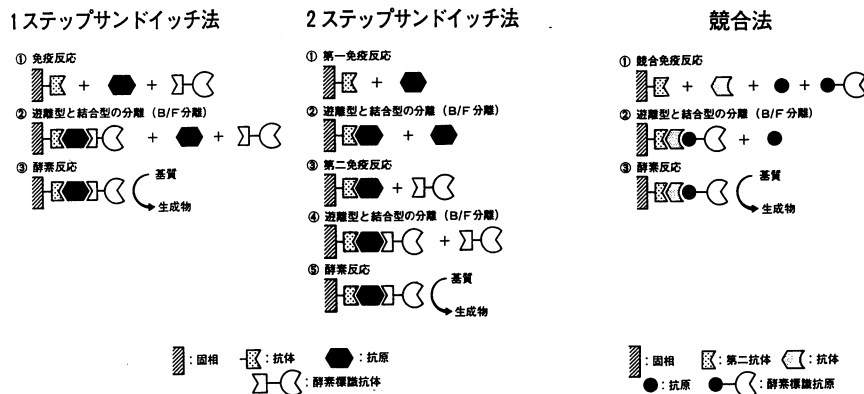 1ステップサンドイッチ法
① 免疫反応
② 遊離型と結合型の分離（B/F分離）
③ 酵素反応
基質
生成物
2ステップサンドイッチ法
① 第一免疫反応
② 遊離型と結合型の分離（B/F分離）
③ 第二免疫反応
④ 遊離型と結合型の分離（B/F分離）
⑤ 酵素反応
基質
生成物
:固相 :抗体 :抗原
:酵素標識抗体
競合法
① 競合免疫反応
② 遊離型と結合型の分離（B/F分離）
③ 酵素反応
基質
生成物
:固相 :第二抗体 :抗体
:抗原 :酵素標識抗原